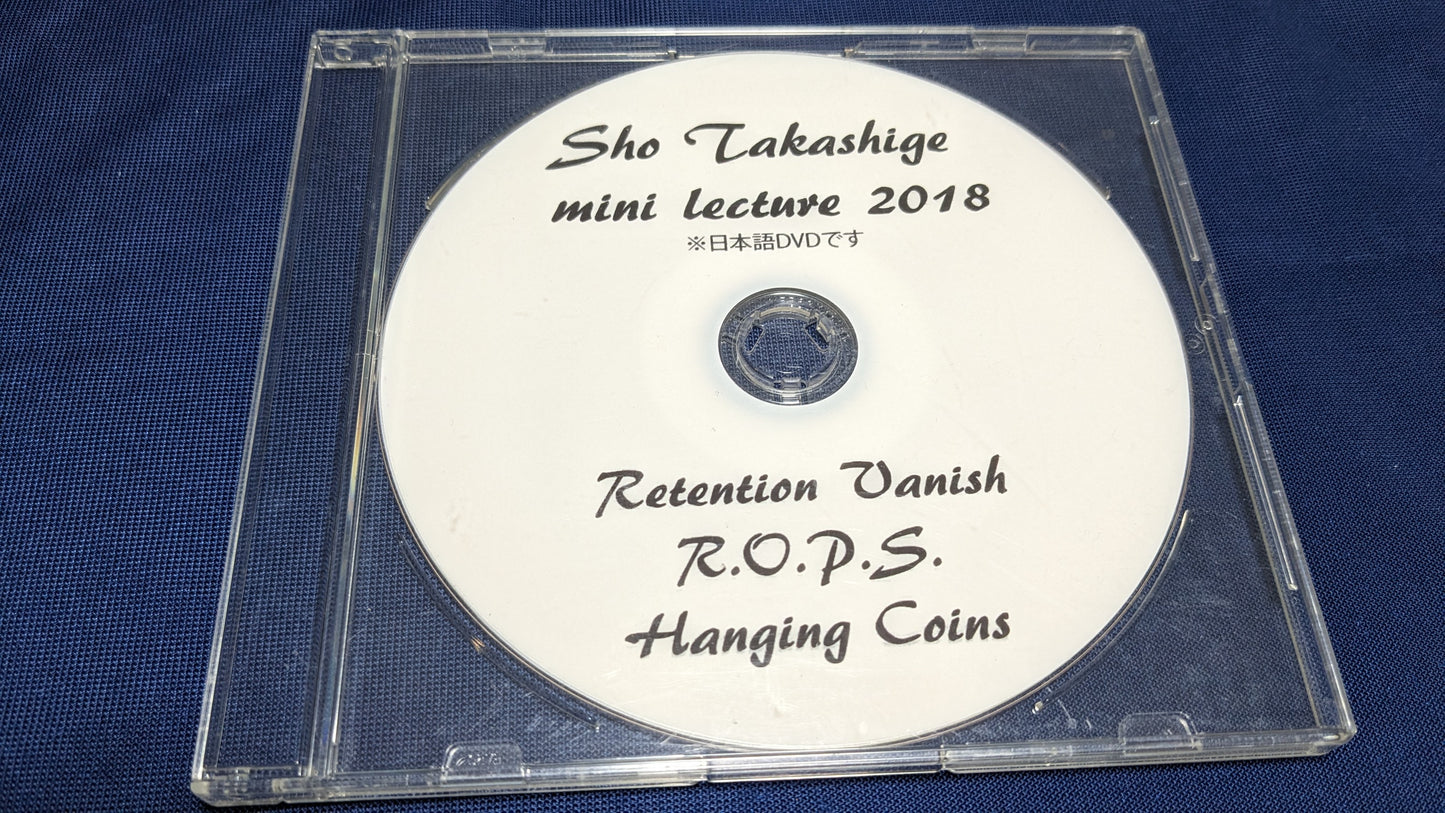 Sho Takashige
mini lecture 2018
※日本語DVDです
Retention Vanish
R.O.P.S.
Hanging Coins